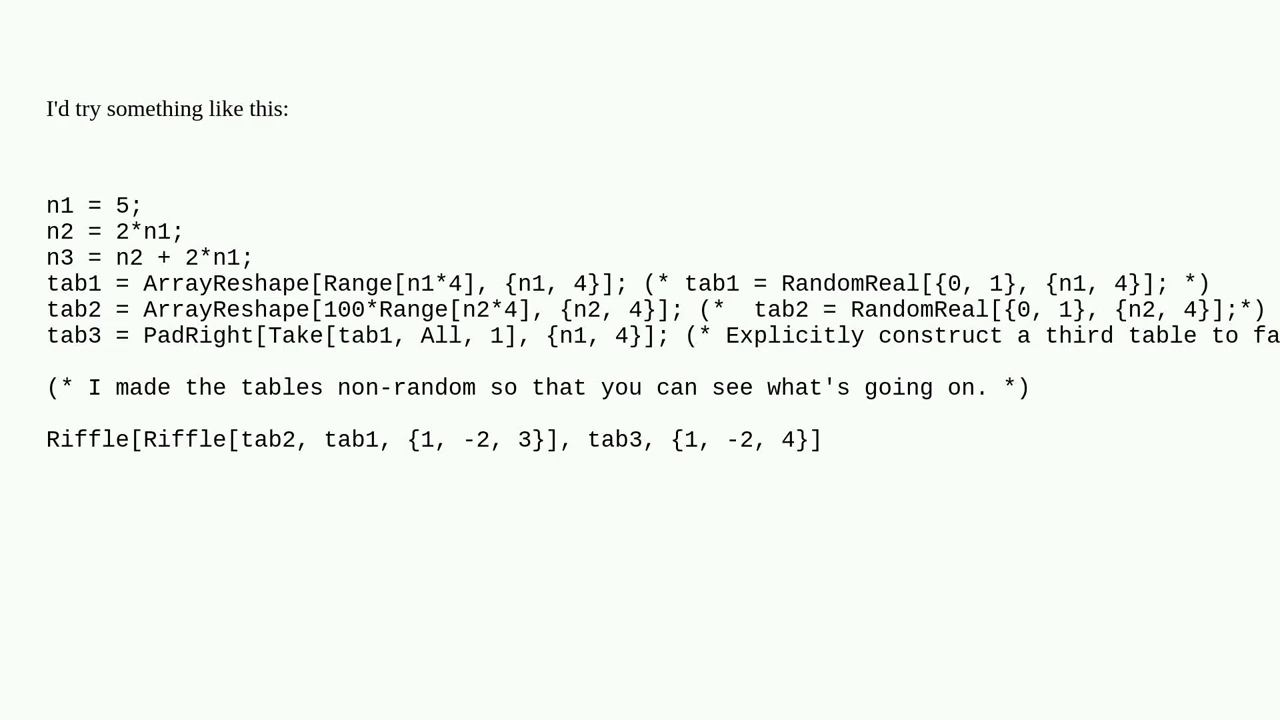 I'd try something like this:
n1 = 5;
n2 = 2*n1;
n3 = n2 + 2*n1;
tab1 = ArrayReshape[Range[n1*4], {n1, 4}]; (* tab1 = RandomReal[{0, 1}, {n1, 4}]; *)
tab2 = ArrayReshape[100*Range[n2*4], {n2, 4}]; (*  tab2 = RandomReal[{0, 1}, {n2, 4}];*)
tab3 = PadRight[Take[tab1, All, 1], {n1, 4}]; (* Explicitly construct a third table to
(* I made the tables non-random so that you can see what's going on. *)
Riffle[Riffle[tab2, tab1, {1, -2, 3}], tab3, {1, -2, 4}]